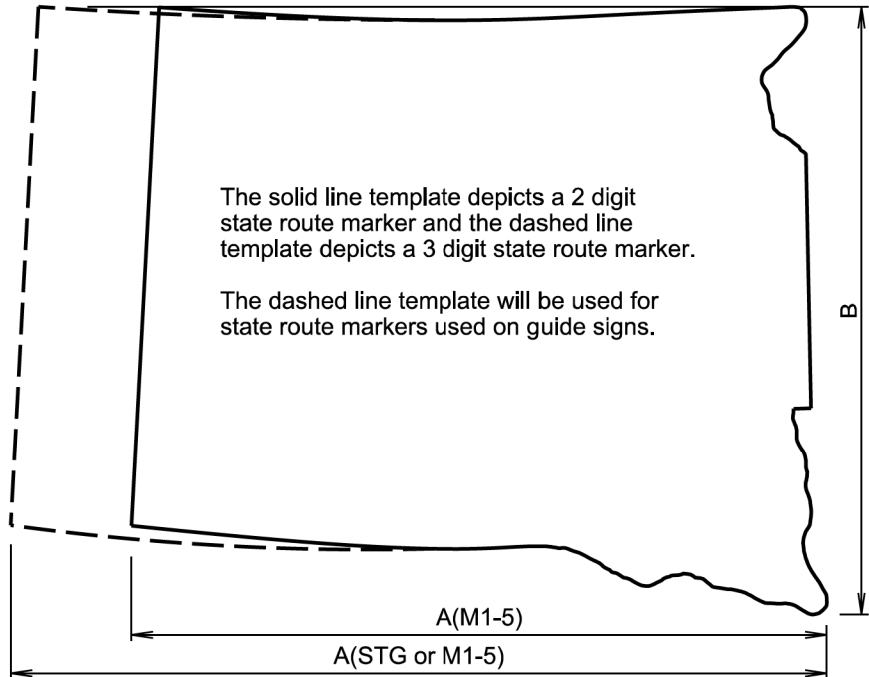 The solid line template depicts a 2 digit
state route marker and the dashed line
template depicts a 3 digit state route marker.
The dashed line template will be used for
state route markers used on guide signs.
B
A(M1-5)
A(STG or M1-5)